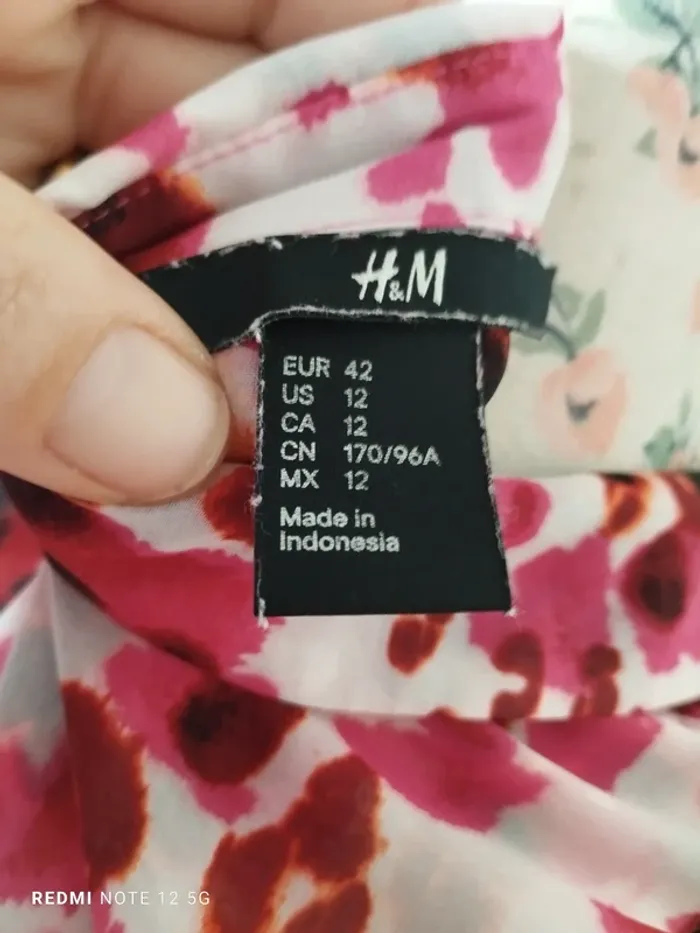 H&M
EUR 42
US 12
CA 12
CN 170/96A
MX 12
Made in
Indonesia
REDMI NOTE 12 5G